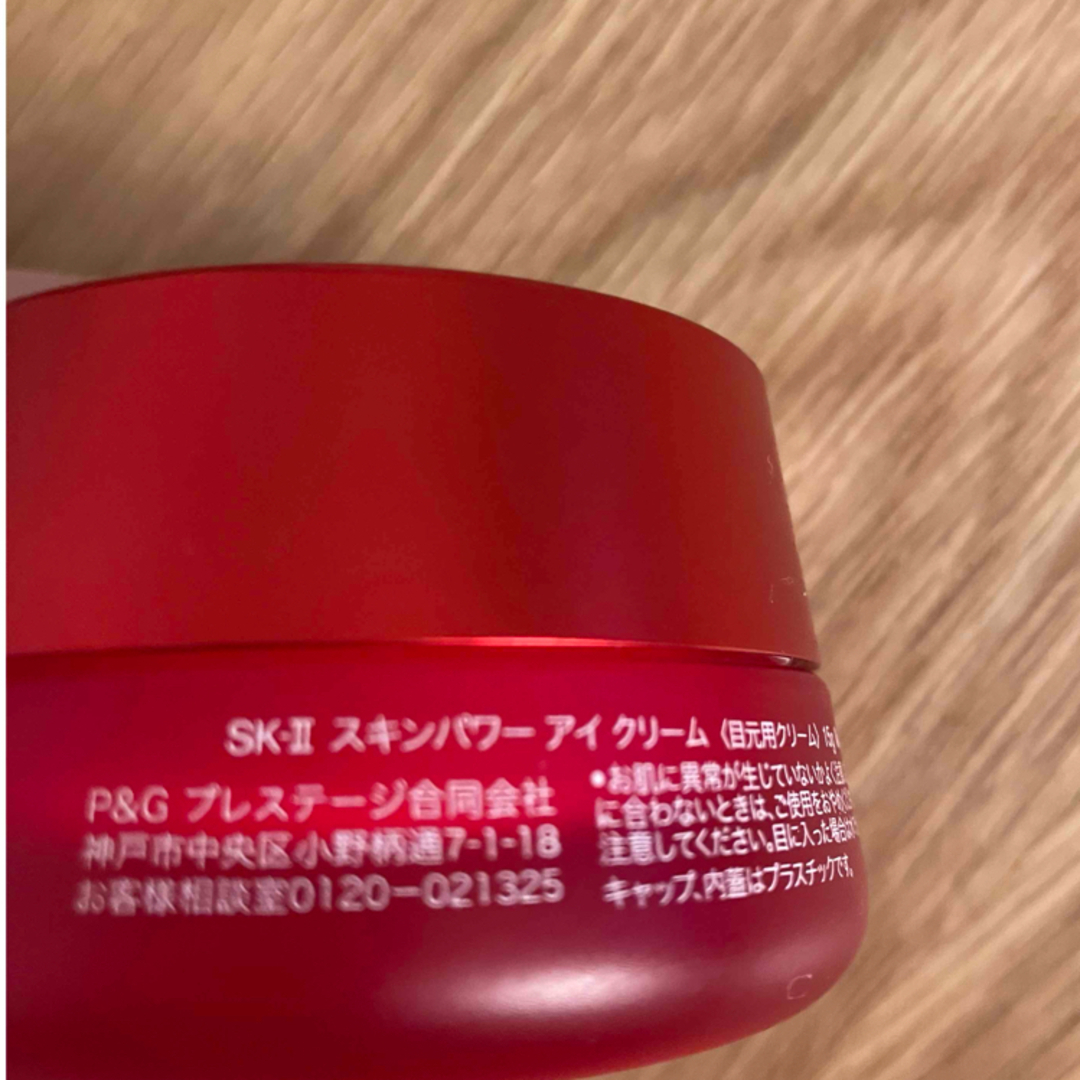 SK-II スキンパワー アイ クリーム〈目元用クリーム〉15g
P&G プレステージ合同会社
神戸市中央区小野柄通7-1-18
お客様相談室0120-021325
•お肌に異常が生じていないかよく
に合わないときは、ご使用をおやめ
注意してください。目に入った場合は
キャップ、内蓋はプラスチックです。